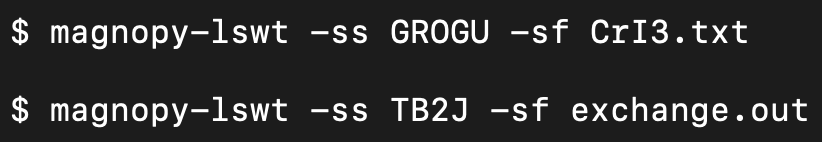 $ magnopy-lswt -ss GROGU -sf CrI3.txt
$ magnopy-lswt -ss TB2J -sf exchange.out